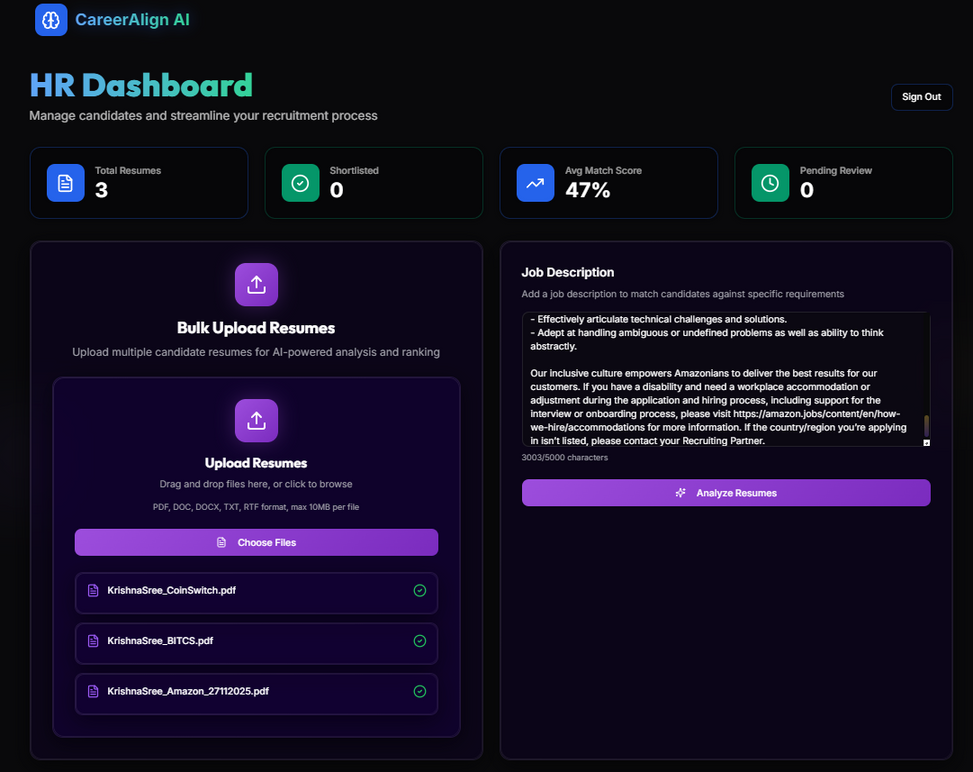 CareerAlign AI
HR Dashboard
Manage candidates and streamline your recruitment process
Sign Out
Total Resumes
3
Shortlisted
0
Avg Match Score
47%
Pending Review
0
Bulk Upload Resumes
Upload multiple candidate resumes for AI-powered analysis and ranking
Upload Resumes
Drag and drop files here, or click to browse
PDF, DOC, DOCX, TXT, RTF format, max 10MB per file
Choose Files
KrishnaSree_CoinSwitch.pdf
KrishnaSree_BITCS.pdf
KrishnaSree_Amazon_27112025.pdf
Job Description
Add a job description to match candidates against specific requirements
- Effectively articulate technical challenges and solutions.
- Adept at handling ambiguous or undefined problems as well as ability to think
abstractly.
Our inclusive culture empowers Amazonians to deliver the best results for our
customers. If you have a disability and need a workplace accommodation or
adjustment during the application and hiring process, including support for the
interview or onboarding process, please visit https://amazon.jobs/content/en/how-
we-hire/accommodations for more information. If the country/region you're applying
in isn't listed, please contact your Recruiting Partner.
3003/5000 characters
Analyze Resumes